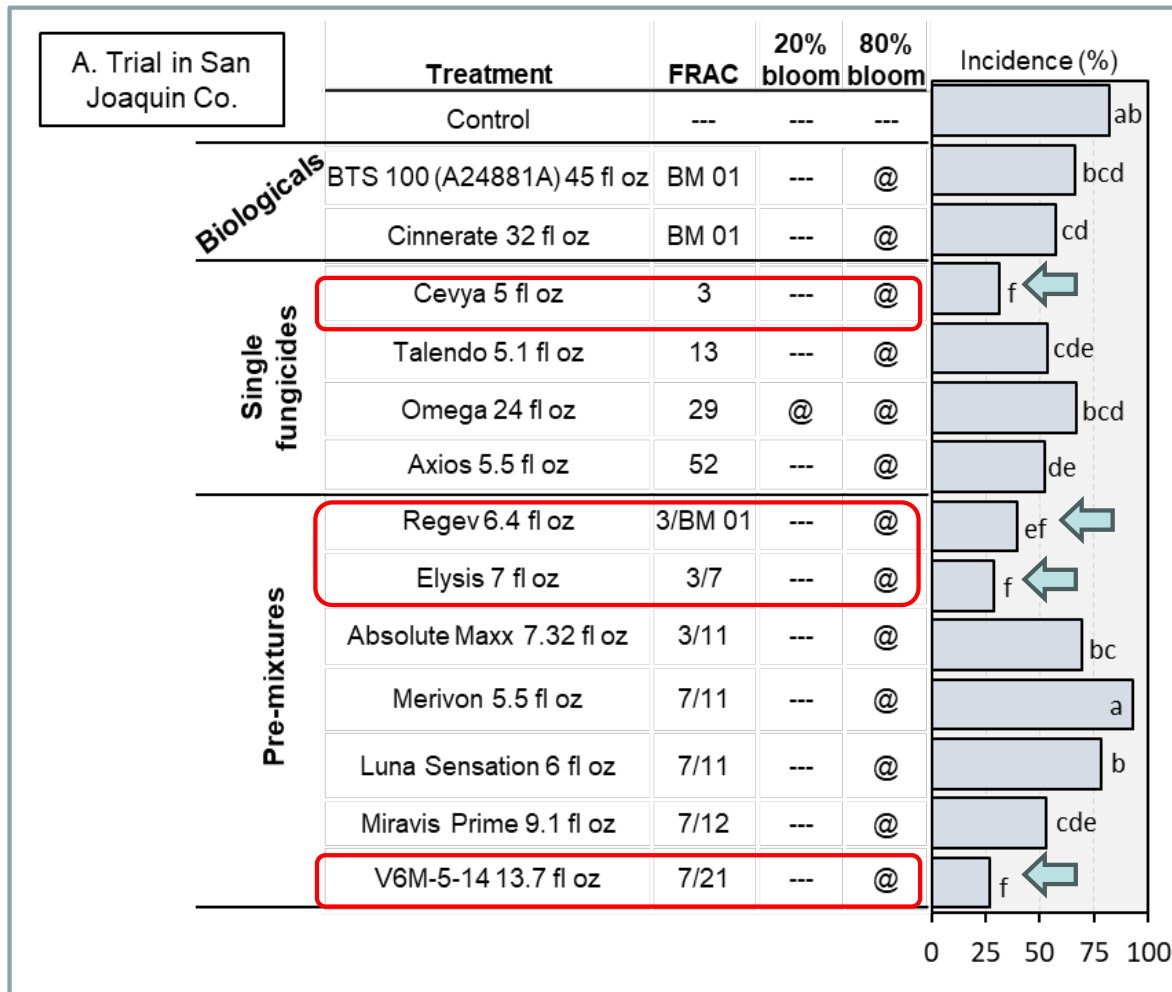 A. Trial in San
Joaquin Co.
Treatment FRAC 20% bloom 80% bloom Incidence (%)
Control --- --- --- ab
Biologicals
BTS 100 (A24881A) 45 fl oz BM 01 --- @ bcd
Cinnerate 32 fl oz BM 01 --- @ cd
Single
fungicides
Cevya 5 fl oz 3 --- @ f
Talendo 5.1 fl oz 13 --- @ cde
Omega 24 fl oz 29 @ @ bcd
Axios 5.5 fl oz 52 --- @ de
Pre-mixtures
Regev 6.4 fl oz 3/BM 01 --- @ ef
Elysis 7 fl oz 3/7 --- @ f
Absolute Maxx 7.32 fl oz 3/11 --- @ bc
Merivon 5.5 fl oz 7/11 --- @ a
Luna Sensation 6 fl oz 7/11 --- @ b
Miravis Prime 9.1 fl oz 7/12 --- @ cde
V6M-5-14 13.7 fl oz 7/21 --- @ f
0 25 50 75 100